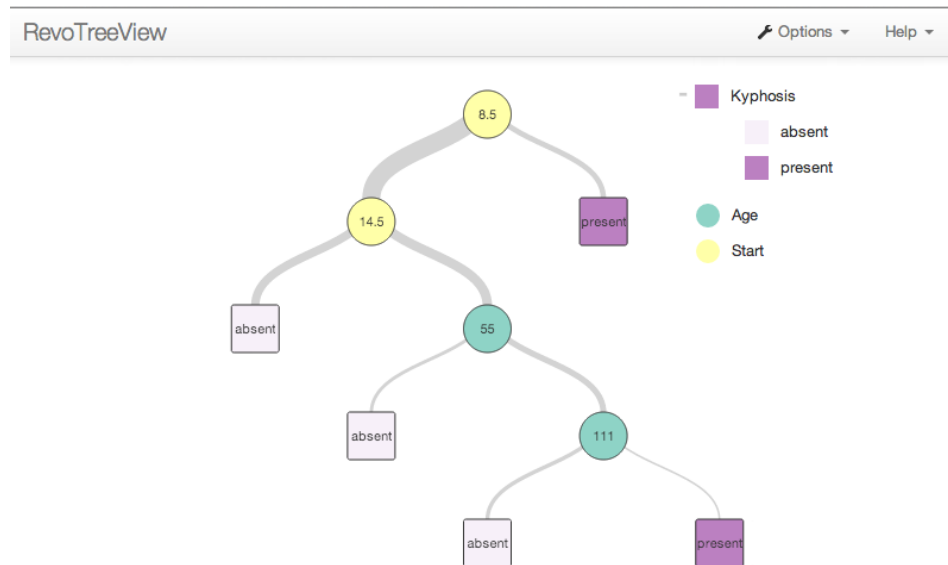 RevoTreeView
Options
Help
8.5
Kyphosis
absent
present
14.5
present
Age
Start
absent
55
absent
111
absent
present